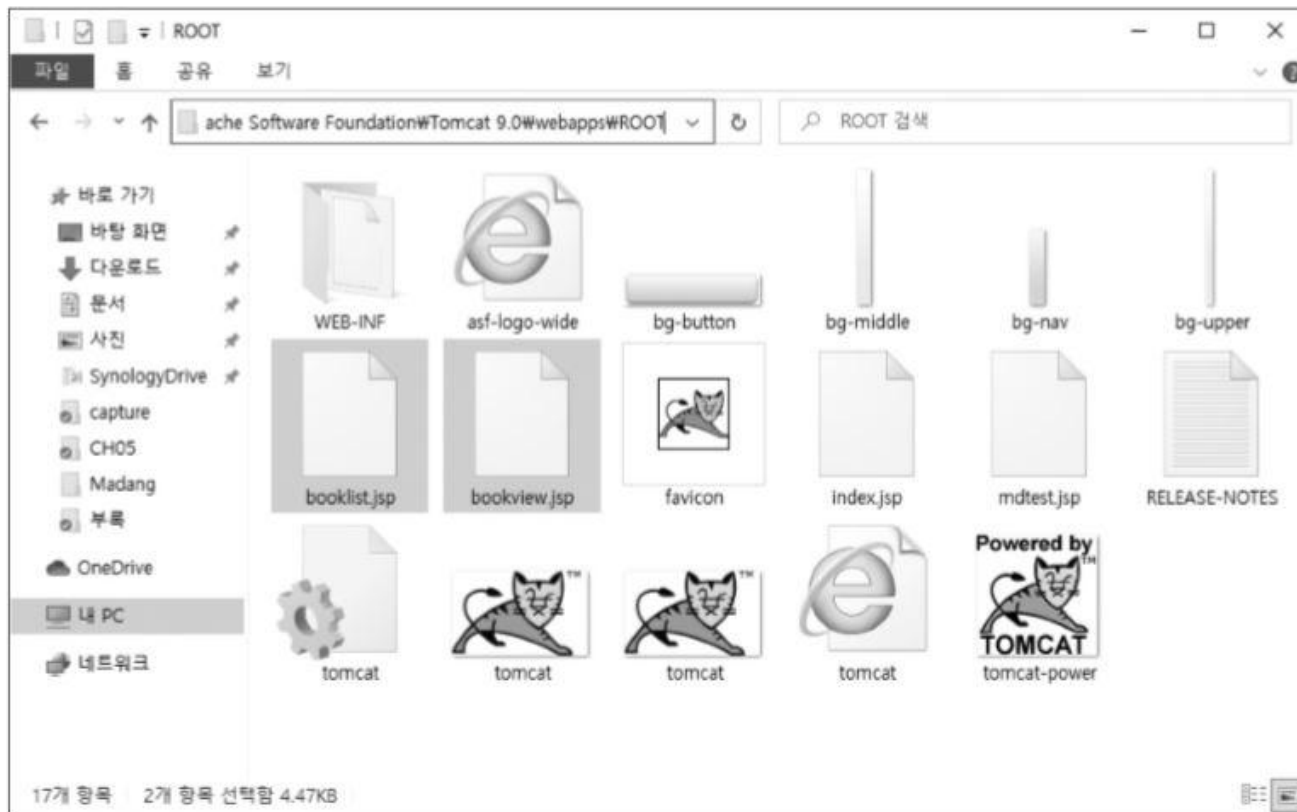 ROOT
파일 홈 공유 보기
ache Software Foundation₩Tomcat 9.0₩webapps₩ROOT
ROOT 검색
바로 가기
바탕 화면
다운로드
문서
사진
SynologyDrive
capture
CH05
Madang
부록
OneDrive
내 PC
네트워크
WEB-INF asf-logo-wide bg-button bg-middle bg-nav bg-upper
booklist.jsp bookview.jsp favicon index.jsp mdtest.jsp RELEASE-NOTES
Powered by
TM TM TM
TOMCAT
tomcat tomcat tomcat tomcat tomcat-power
17개 항목 2개 항목 선택함 4.47KB